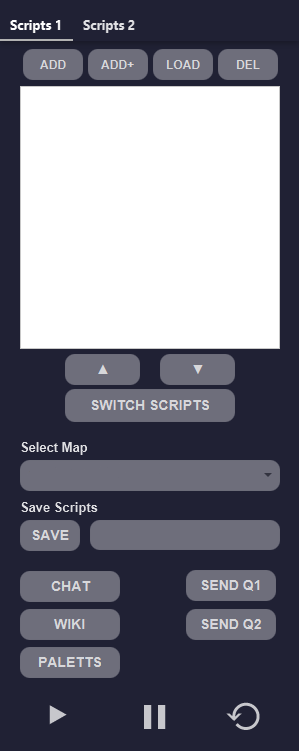 Scripts 1 Scripts 2
ADD ADD+ LOAD DEL
▲ ▼
SWITCH SCRIPTS
Select Map
Save Scripts
SAVE
CHAT SEND Q1
WIKI SEND Q2
PALETTS